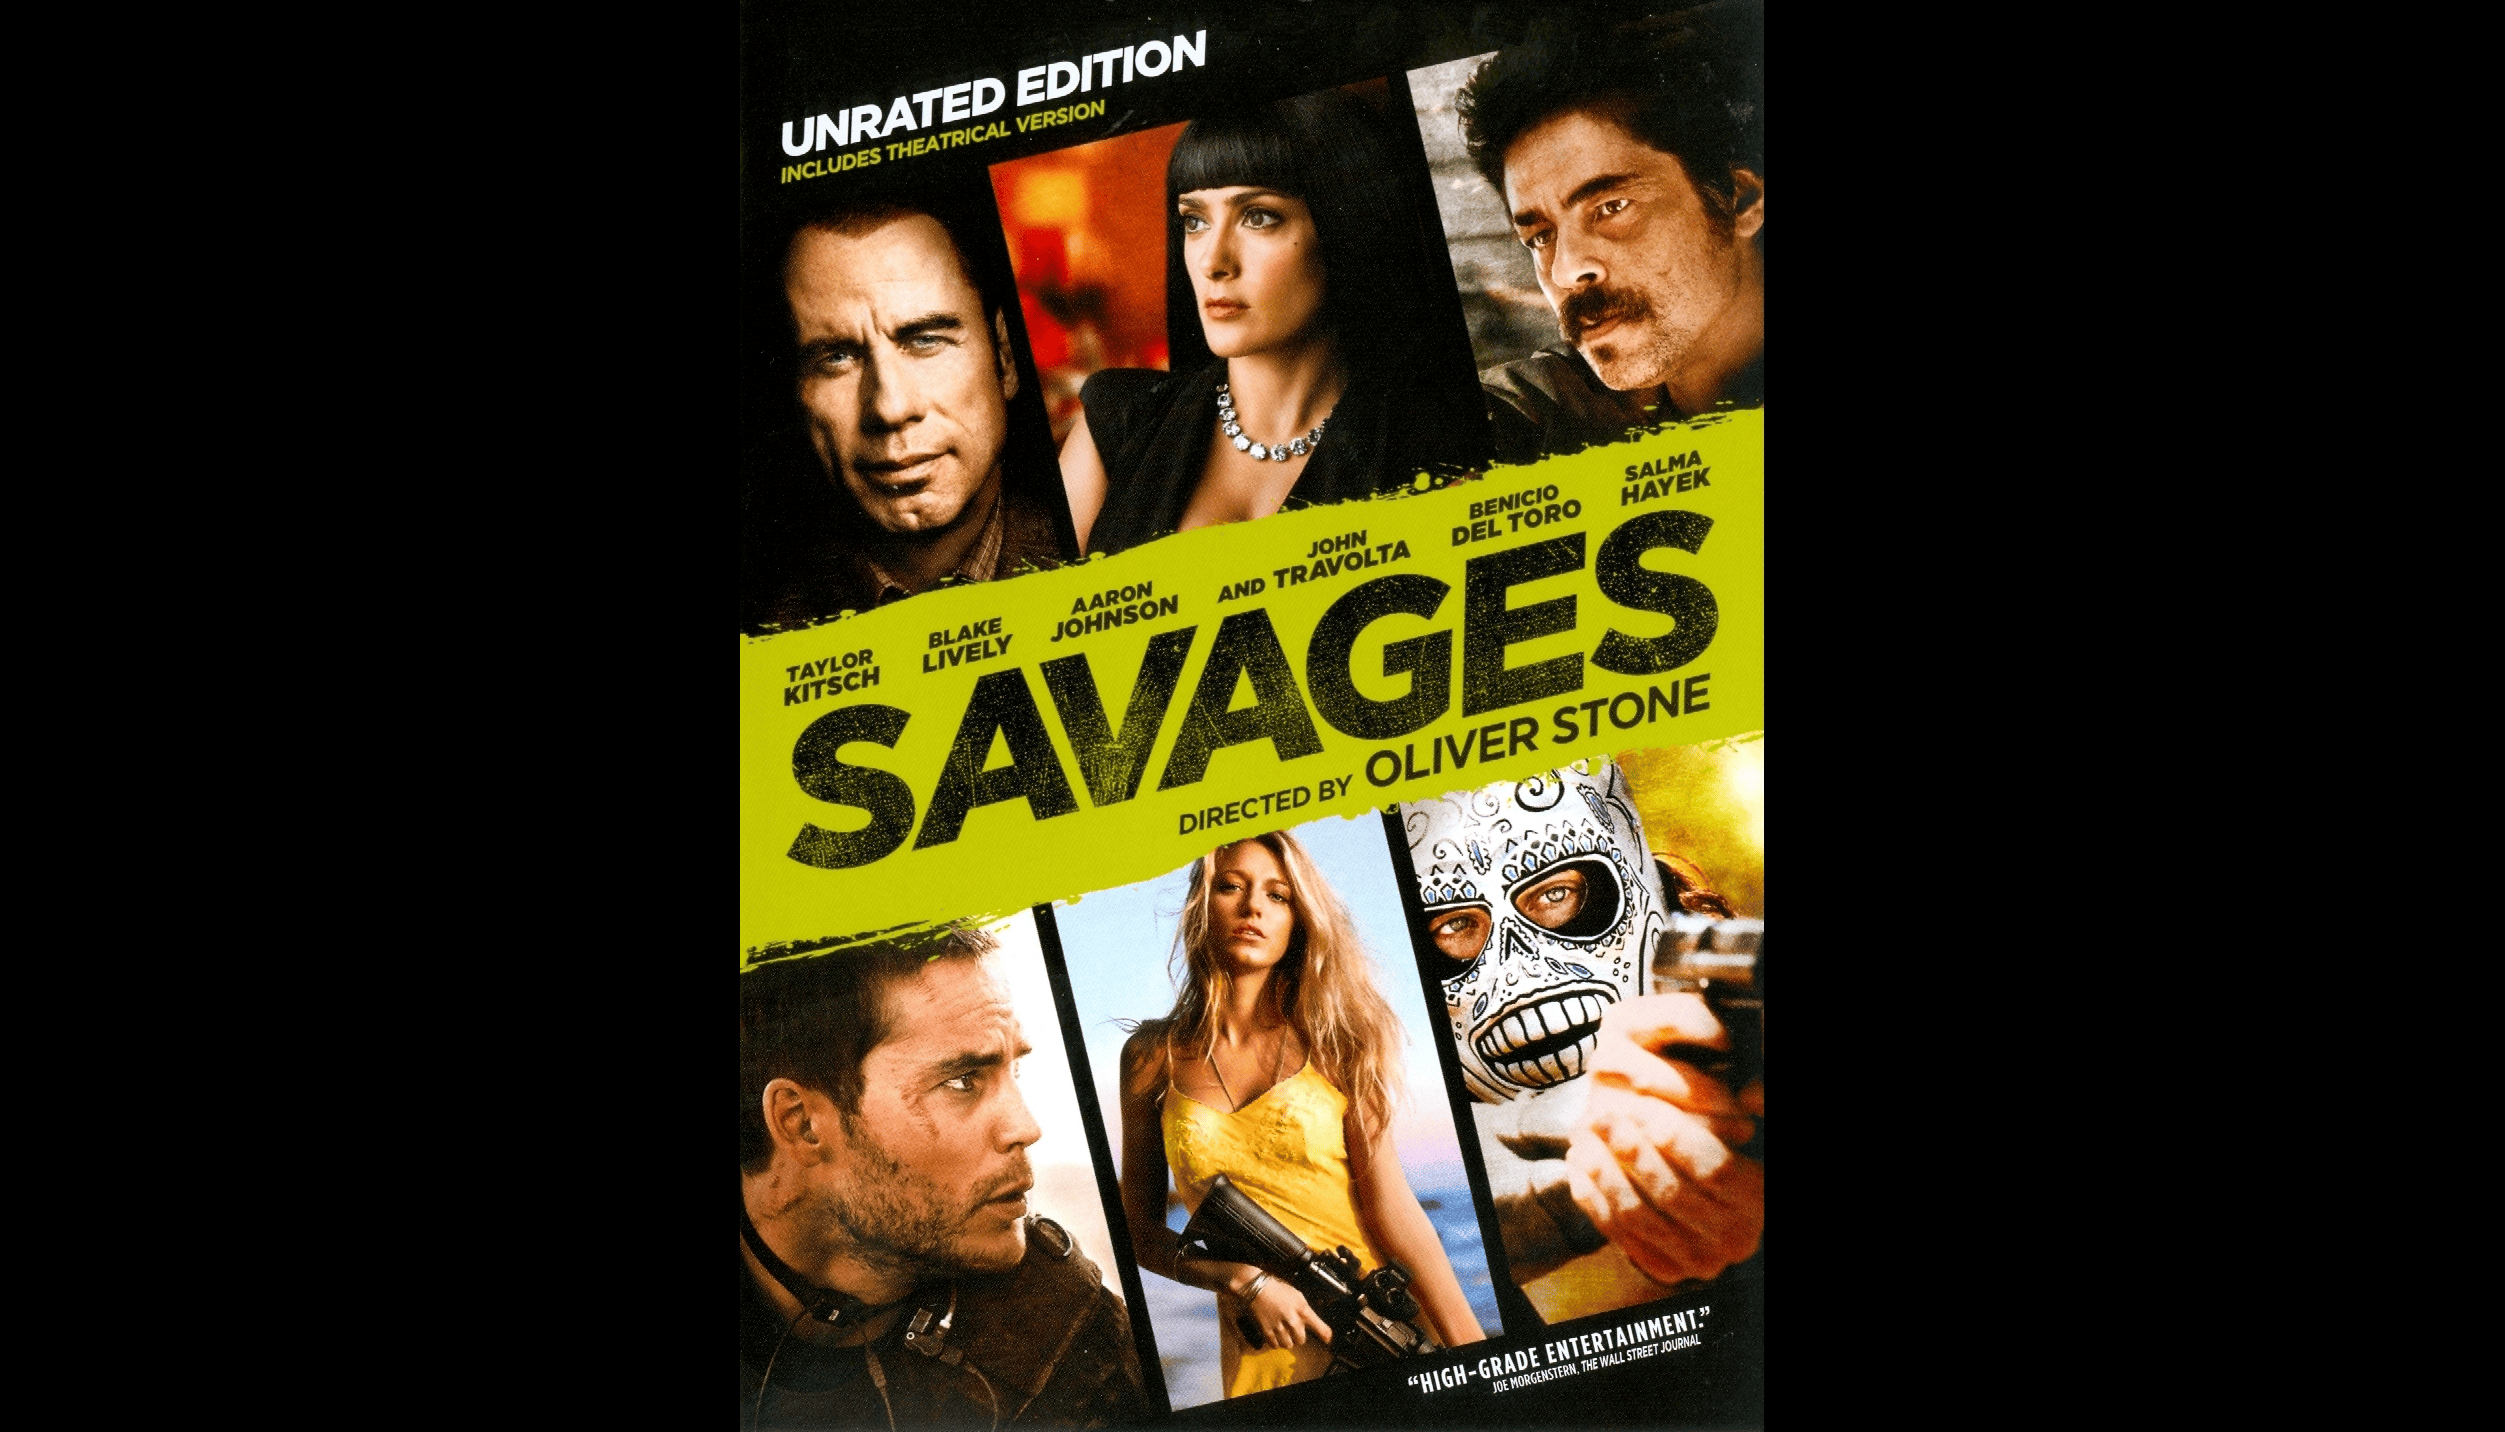 UNRATED EDITION
INCLUDES THEATRICAL VERSION
TAYLOR
KITSCH
BLAKE
LIVELY
AARON
JOHNSON
AND JOHN
TRAVOLTA
BENICIO
DEL TORO
SALMA
HAYEK
SAVAGES
DIRECTED BY OLIVER STONE
“HIGH-GRADE ENTERTAINMENT.”
JOE MORGENSTERN, THE WALL STREET JOURNAL